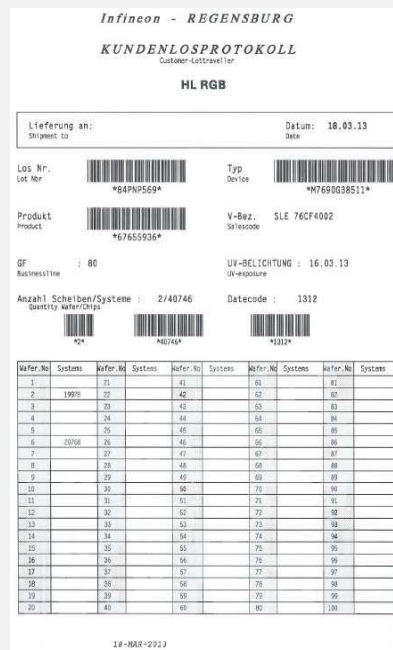 Infineon - REGENSBURG
KUNDENLOSPROTOKOLL
Customer-Lottraveller
HL RGB
Lieferung an: Datum: 18.03.13
Shipment to Date
Los Nr. Typ
Lot Nbr Device
*84PNP569* *M7690G38511*
Produkt V-Bez. SLE 76CF4002
Product Salescode
*67655936*
GF : 80 UV-BELICHTUNG : 16.03.13
Businessline UV-exposure
Anzahl Scheiben/Systeme : 2/40746 Datecode : 1312
Quantity Wafer/Chips
*2* *40746* *1312*
Wafer.No Systems Wafer.No Systems Wafer.No Systems Wafer.No Systems Wafer.No Systems
1 21 41 61 81
2 19978 22 42 62 82
3 23 43 63 83
4 24 44 64 84
5 25 45 65 85
6 20768 26 46 66 86
7 27 47 67 87
8 28 48 68 88
9 29 49 69 89
10 30 50 70 90
11 31 51 71 91
12 32 52 72 92
13 33 53 73 93
14 34 54 74 94
15 35 55 75 95
16 36 56 76 96
17 37 57 77 97
18 38 58 78 98
19 39 59 79 99
20 40 60 80 100
18-MAR-2013